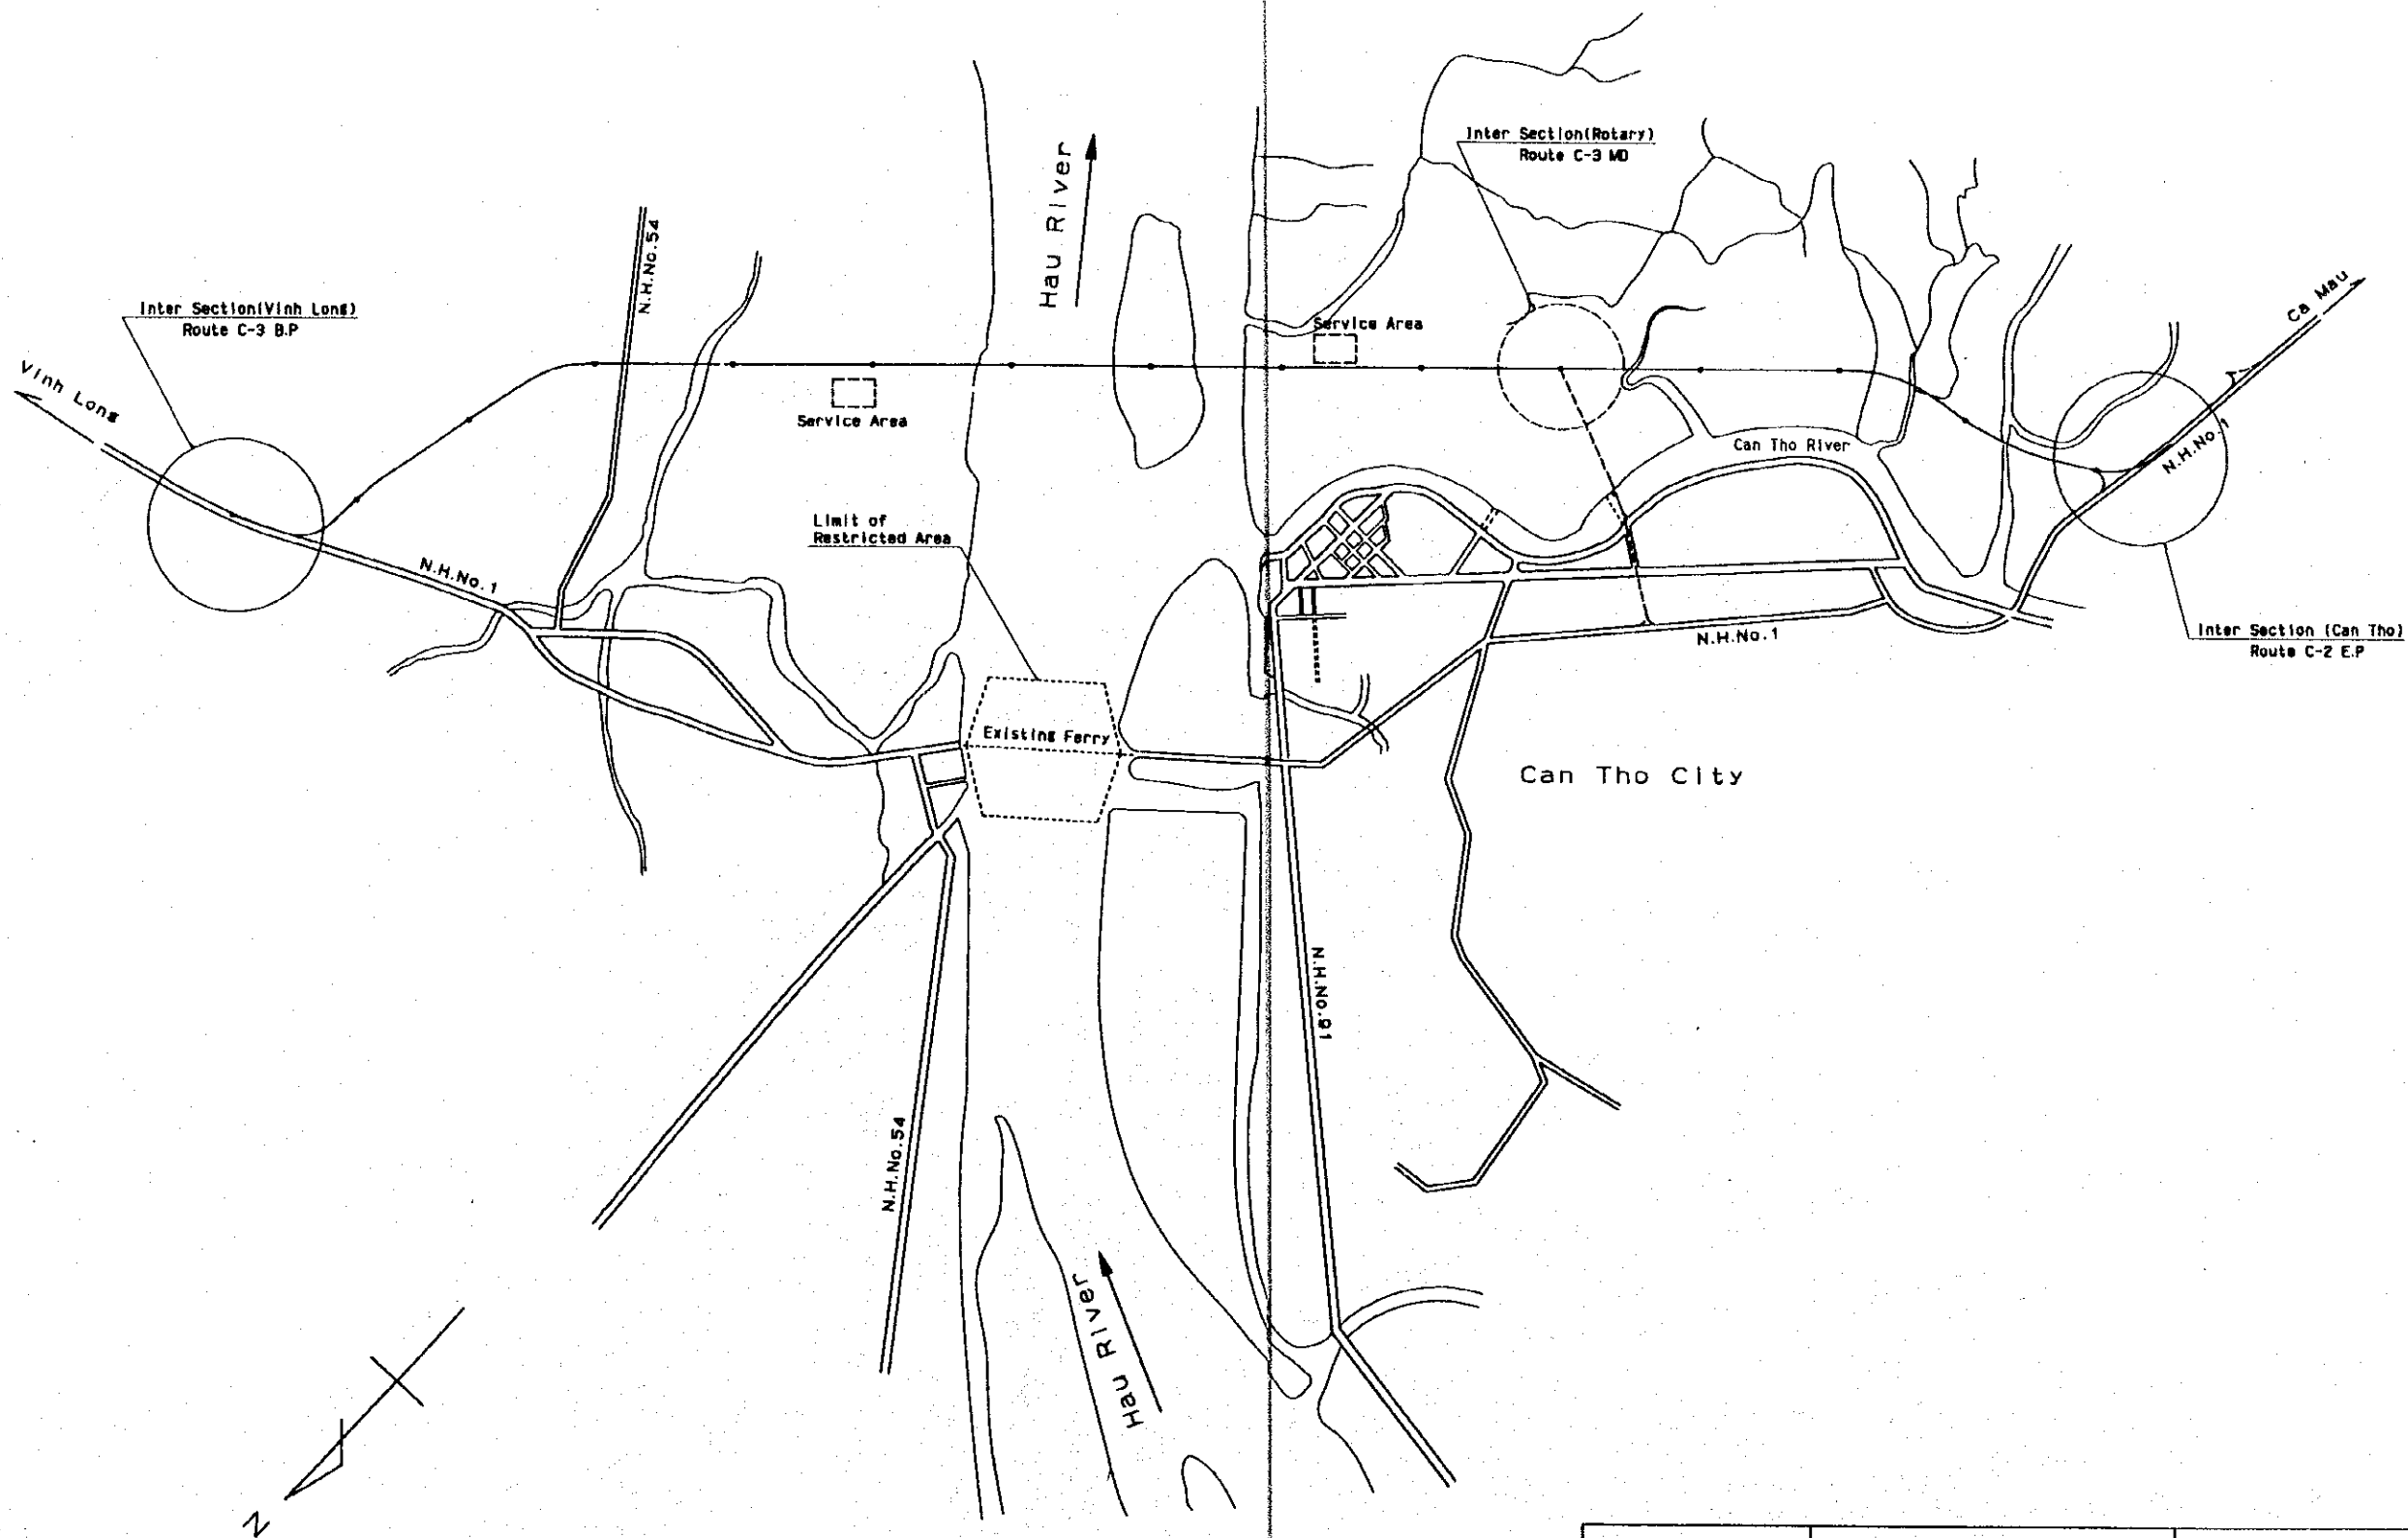 Inter Section(Rotary)
Route C-3 MD
Hau River
N.H.No.54
Inter Section(Vinh Long)
Route C-3 B.P
Ca Mau
Service Area
Vinh Long
Service Area
Can Tho River
N.H.No.1
Limit of
Restricted Area
N.H.No.1
N.H.No.1
Inter Section (Can Tho)
Route C-2 E.P
Existing Ferry
Can Tho City
N.H.No.91
N.H.No.54
Hau River
N